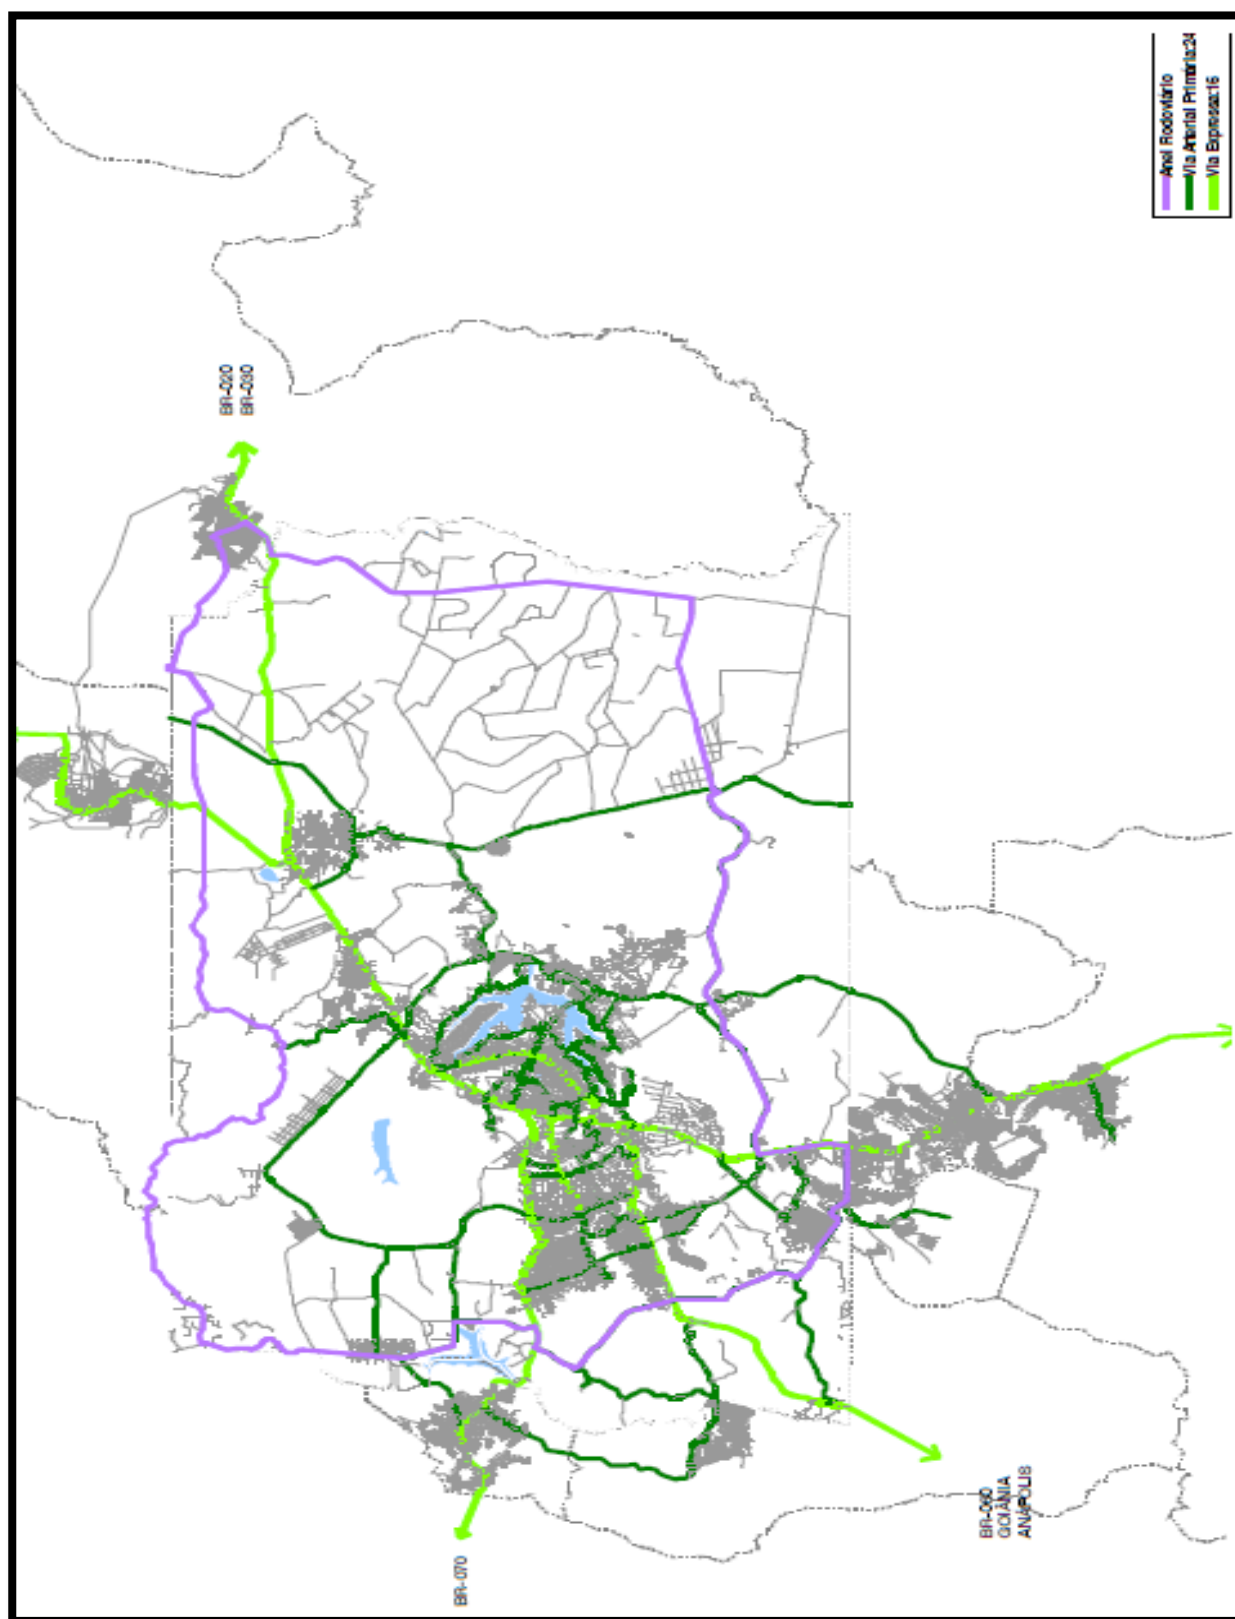 Anel Rodoviário
Via Arterial Primária:24
Via Expressa:16
BR-020
BR-030
BR-070
BR-060
GOIÂNIA
ANÁPOLIS